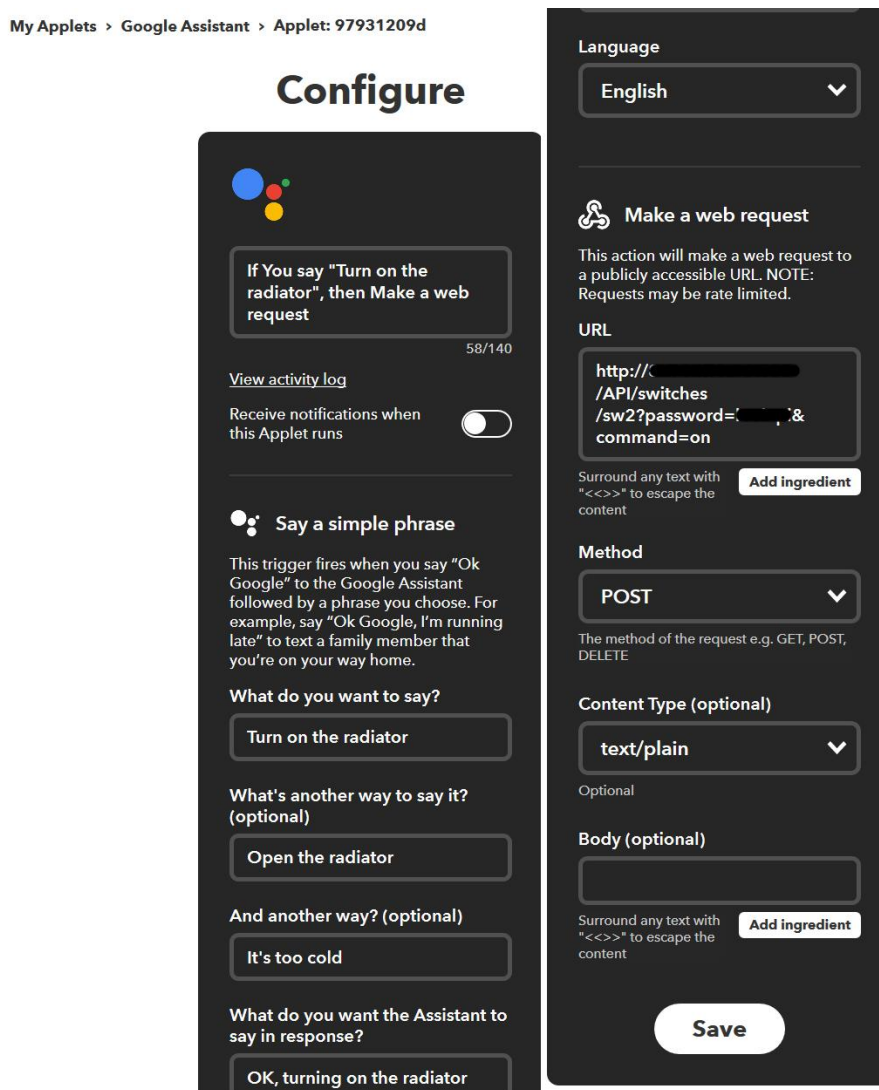 My Applets > Google Assistant > Applet: 97931209d
Configure
If You say "Turn on the
radiator", then Make a web
request
58/140
View activity log
Receive notifications when
this Applet runs
Say a simple phrase
This trigger fires when you say “Ok
Google” to the Google Assistant
followed by a phrase you choose. For
example, say “Ok Google, I’m running
late” to text a family member that
you’re on your way home.
What do you want to say?
Turn on the radiator
What's another way to say it?
(optional)
Open the radiator
And another way? (optional)
It's too cold
What do you want the Assistant to
say in response?
OK, turning on the radiator
Language
English
Make a web request
This action will make a web request to
a publicly accessible URL. NOTE:
Requests may be rate limited.
URL
http://
/API/switches
/sw2?password= &
command=on
Surround any text with
"<<>>" to escape the
content
Add ingredient
Method
POST
The method of the request e.g. GET, POST,
DELETE
Content Type (optional)
text/plain
Optional
Body (optional)
Surround any text with
"<<>>" to escape the
content
Add ingredient
Save